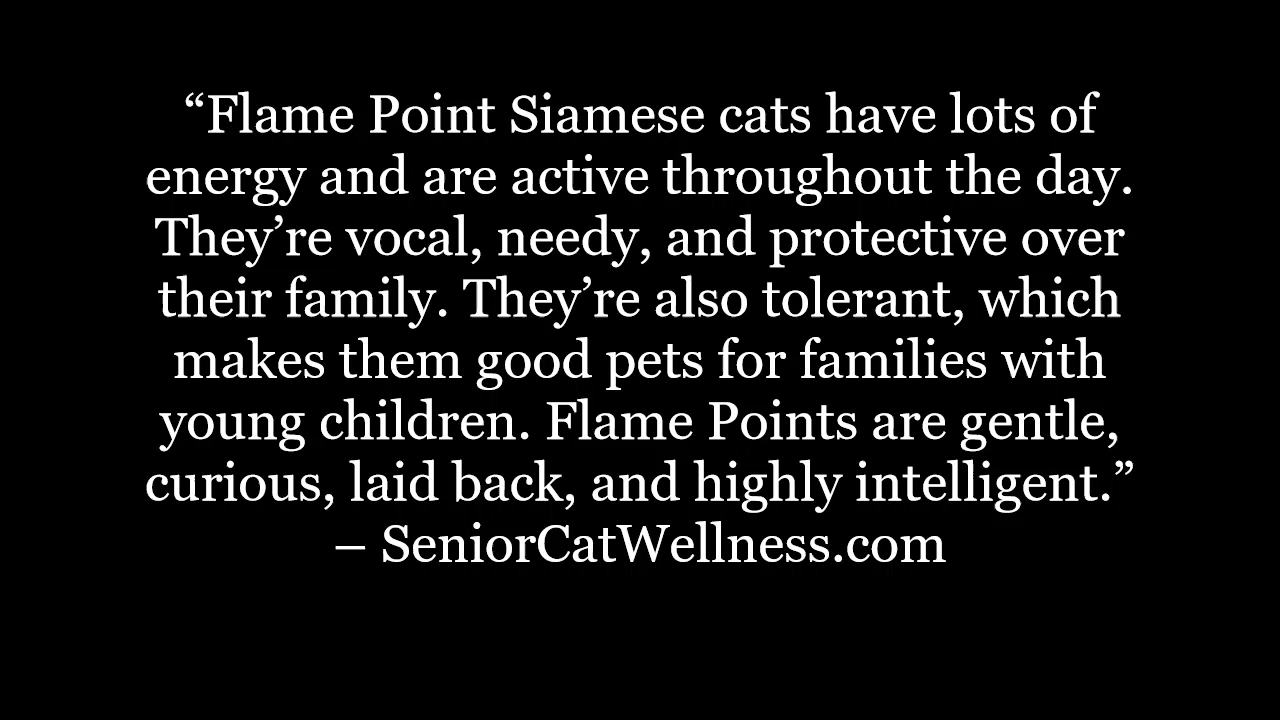 “Flame Point Siamese cats have lots of
energy and are active throughout the day.
They’re vocal, needy, and protective over
their family. They’re also tolerant, which
makes them good pets for families with
young children. Flame Points are gentle,
curious, laid back, and highly intelligent.”
– SeniorCatWellness.com